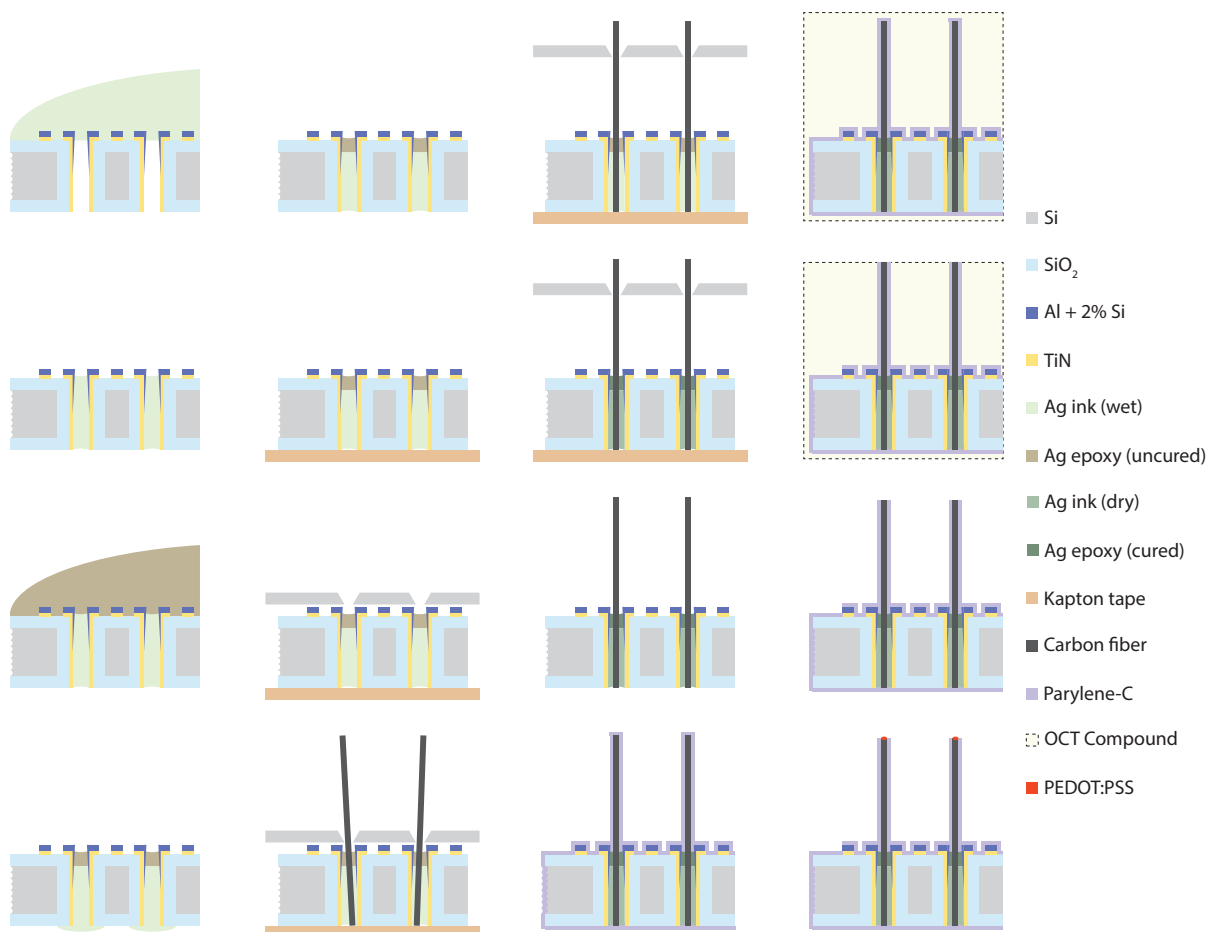 Si
SiO₂
Al + 2% Si
TiN
Ag ink (wet)
Ag epoxy (uncured)
Ag ink (dry)
Ag epoxy (cured)
Kapton tape
Carbon fiber
Parylene-C
OCT Compound
PEDOT:PSS